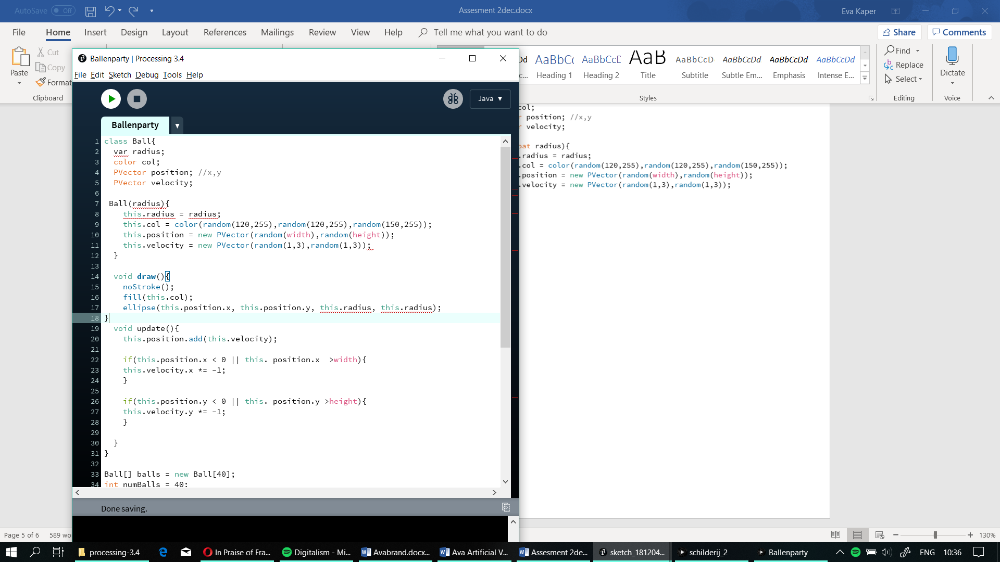 AutoSave Off
Assesment 2dec.docx
Eva Kaper
File Home Insert Design Layout References Mailings Review View Help Tell me what you want to do
Share Comments
Paste
Cut
Copy
Format
Clipboard
AaBbCc AaBbCcD AaB AaBbCcD AaBbCcDd AaBbCcDd AaBbCcDd
Heading 1 Heading 2 Title Subtitle Subtle Em... Emphasis Intense E...
Styles
Find
Replace
Select
Editing
Dictate
Voice
Ballenparty | Processing 3.4
File Edit Sketch Debug Tools Help
Java ▼
Ballenparty ▼
1 class Ball{
2 var radius;
3 color col;
4 PVector position; //x,y
5 PVector velocity;
6
7 Ball(radius){
8 this.radius = radius;
9 this.col = color(random(120,255),random(120,255),random(150,255));
10 this.position = new PVector(random(width),random(height));
11 this.velocity = new PVector(random(1,3),random(1,3));
12 }
13
14 void draw(){
15 noStroke();
16 fill(this.col);
17 ellipse(this.position.x, this.position.y, this.radius, this.radius);
18 }
19 void update(){
20 this.position.add(this.velocity);
21
22 if(this.position.x < 0 || this. position.x  >width){
23 this.velocity.x *= -1;
24 }
25
26 if(this.position.y < 0 || this. position.y >height){
27 this.velocity.y *= -1;
28 }
29
30 }
31 }
32
33 Ball[] balls = new Ball[40];
34 int numBalls = 40;
Done saving.
col;
position; //x,y
velocity;
radius){
.radius = radius;
.col = color(random(120,255),random(120,255),random(150,255));
.position = new PVector(random(width),random(height));
.velocity = new PVector(random(1,3),random(1,3));
Page 5 of 6 589 wo
130%
processing-3.4 In Praise of Fra... Digitalism - Mi... Avabrand.docx... Ava Artificial V... Assesment 2de... sketch_181204... schilderij_2 Ballenparty ENG 10:36